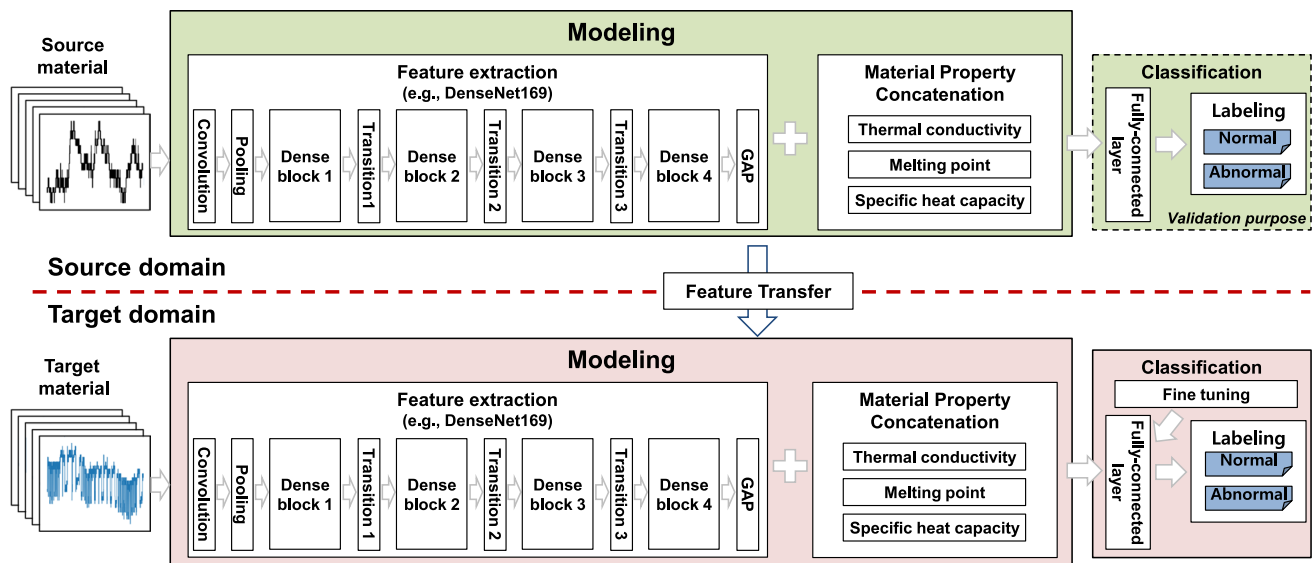 Modeling
Source
material
Feature extraction
(e.g., DenseNet169)
Convolution
Pooling
Dense
block 1
Transition1
Dense
block 2
Transition 2
Dense
block 3
Transition 3
Dense
block 4
GAP
Material Property
Concatenation
Thermal conductivity
Melting point
Specific heat capacity
Classification
Fully-connected
layer
Labeling
Normal
Abnormal
Validation purpose
Source domain
Feature Transfer
Target domain
Modeling
Target
material
Feature extraction
(e.g., DenseNet169)
Convolution
Pooling
Dense
block 1
Transition 1
Dense
block 2
Transition 2
Dense
block 3
Transition 3
Dense
block 4
GAP
Material Property
Concatenation
Thermal conductivity
Melting point
Specific heat capacity
Classification
Fine tuning
Fully-connected
layer
Labeling
Normal
Abnormal